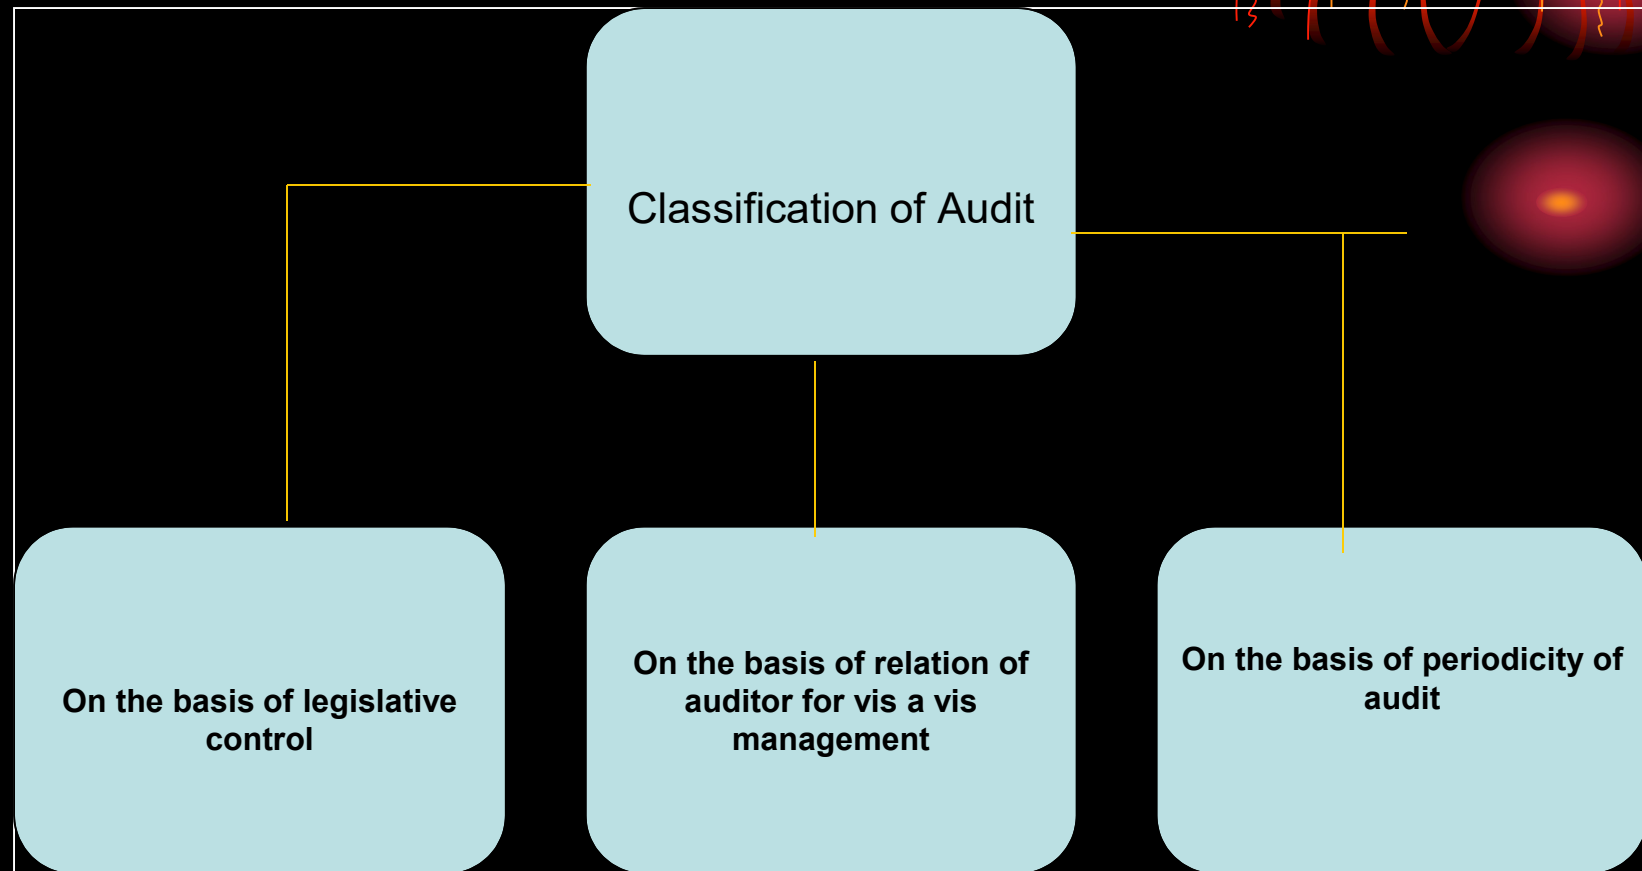 Classification of Audit
On the basis of legislative
control
On the basis of relation of
auditor for vis a vis
management
On the basis of periodicity of
audit